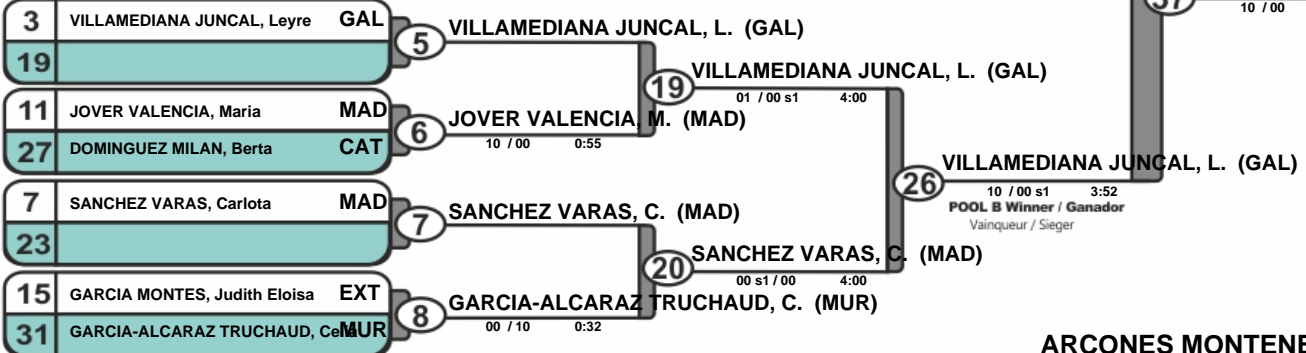 3 VILLAMEDIANA JUNCAL, Leyre GAL
19
5 VILLAMEDIANA JUNCAL, L. (GAL)
11 JOVER VALENCIA, Maria MAD
27 DOMINGUEZ MILAN, Berta CAT
6 JOVER VALENCIA, M. (MAD)
10 / 00 0:55
19 VILLAMEDIANA JUNCAL, L. (GAL)
01 / 00 s1 4:00
7 SANCHEZ VARAS, Carlota MAD
23
7 SANCHEZ VARAS, C. (MAD)
15 GARCIA MONTES, Judith Eloisa EXT
31 GARCIA-ALCARAZ TRUCHAUD, Celia MUR
8 GARCIA-ALCARAZ TRUCHAUD, C. (MUR)
00 / 10 0:32
20 SANCHEZ VARAS, C. (MAD)
00 s1 / 00 4:00
26 VILLAMEDIANA JUNCAL, L. (GAL)
10 / 00 s1 3:52
POOL B Winner / Ganador
Vainqueur / Sieger
37
10 / 00
ARCONES MONTENE